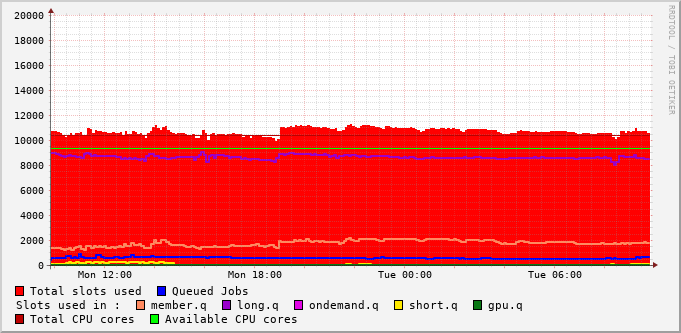 RRDTOOL / TOBI OETIKER
20000
18000
16000
14000
12000
10000
8000
6000
4000
2000
0
Mon 12:00 Mon 18:00 Tue 00:00 Tue 06:00
Total slots used Queued Jobs
Slots used in : member.q long.q ondemand.q short.q gpu.q
Total CPU cores Available CPU cores